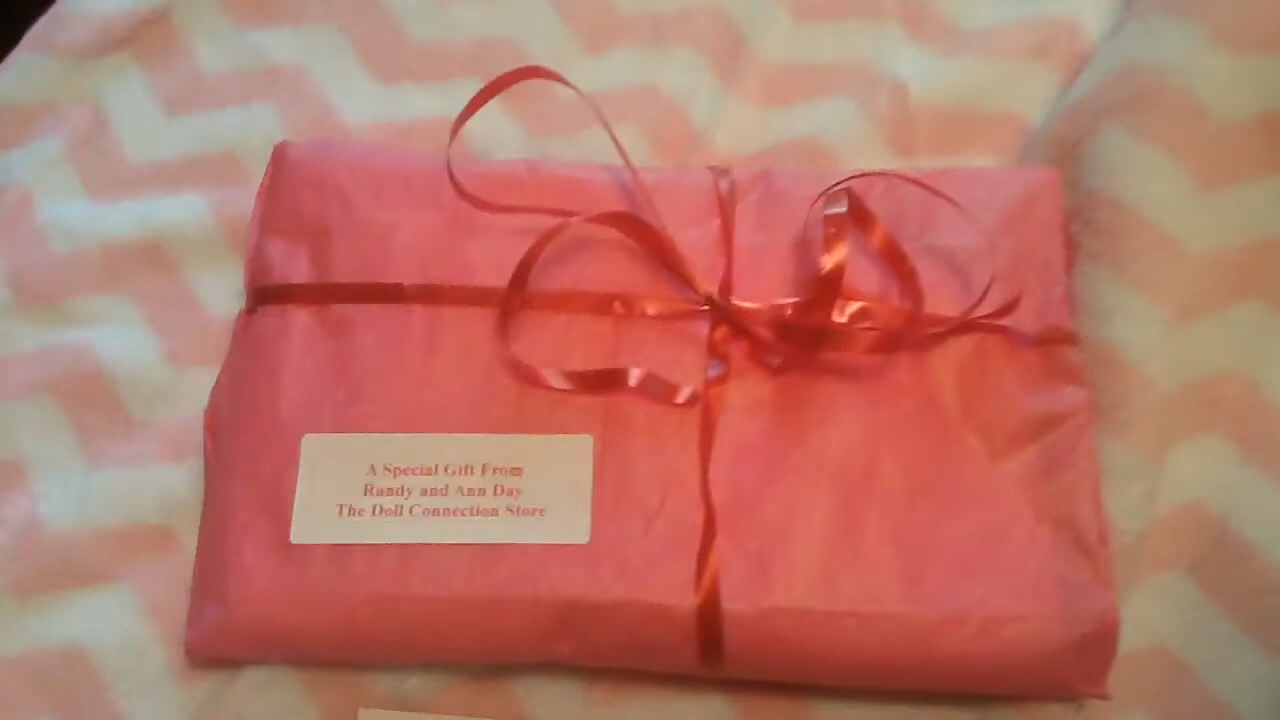 A Special Gift From
Randy and Ann Day
The Doll Connection Store